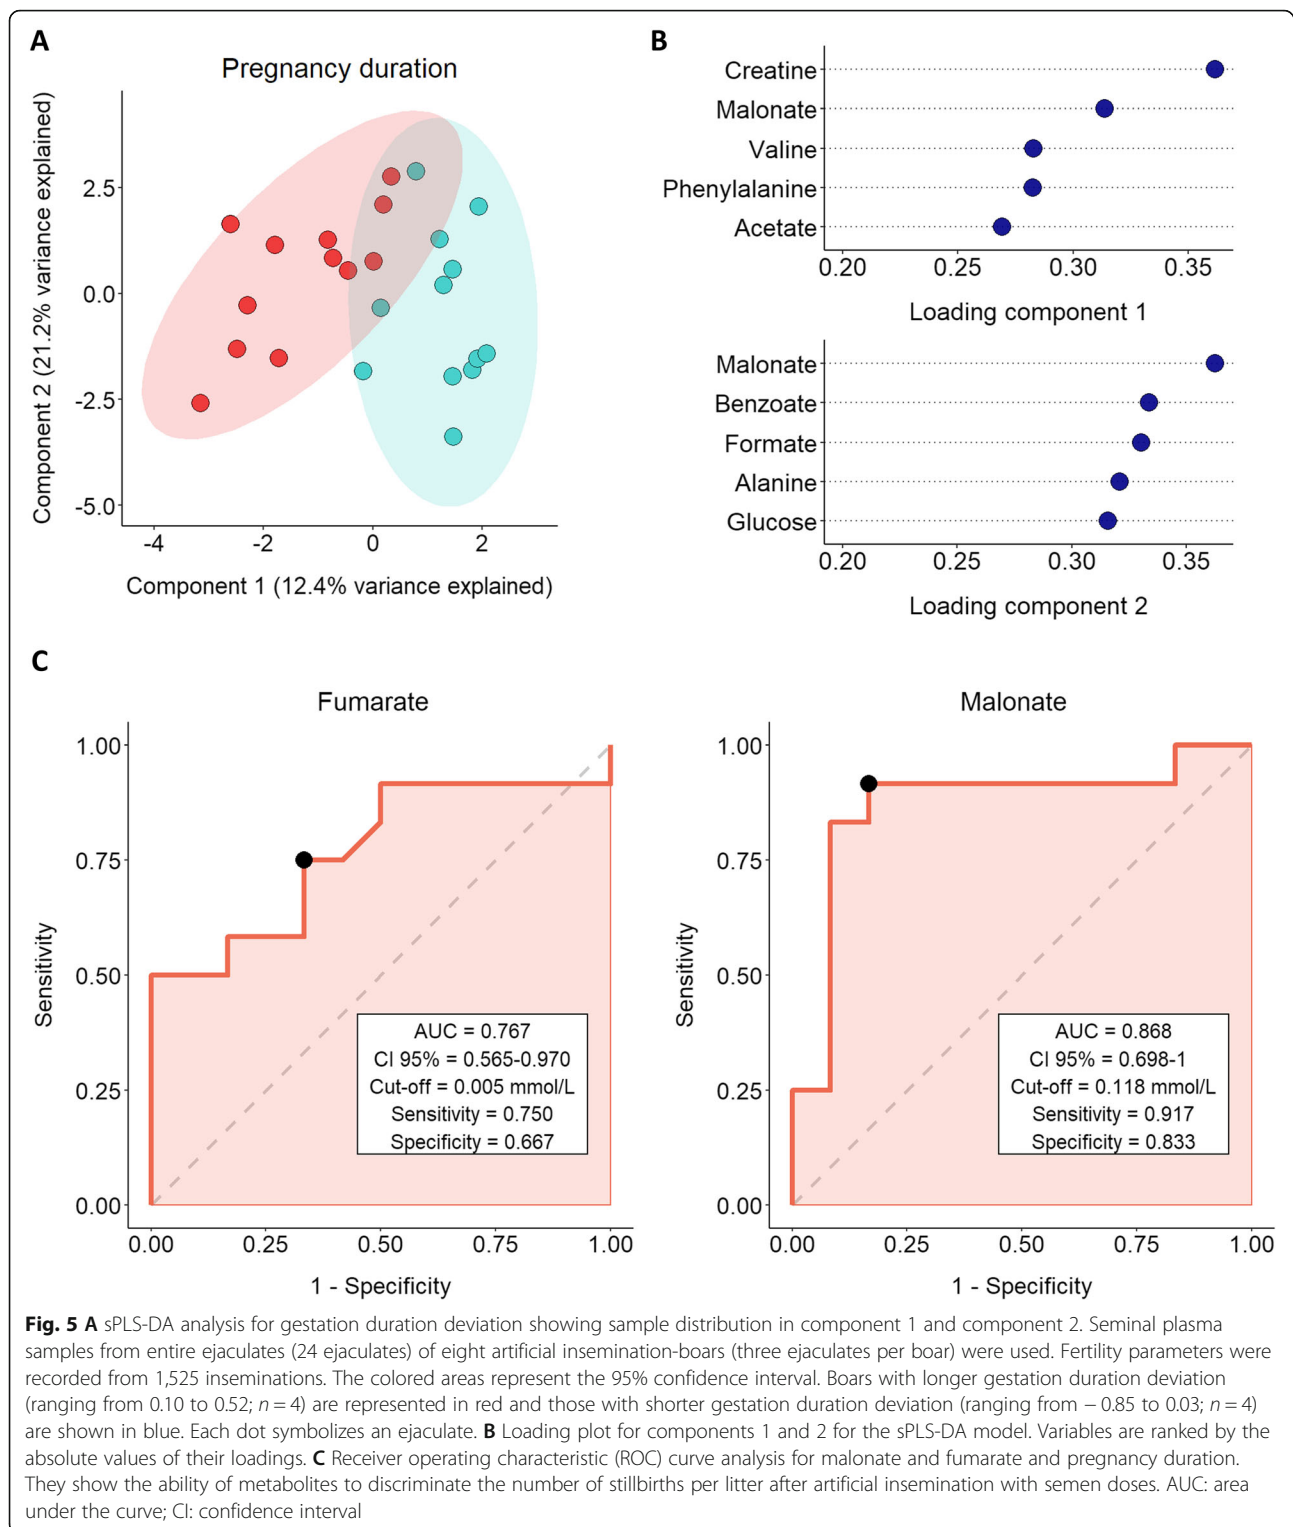 A
Pregnancy duration
Component 2 (21.2% variance explained)
2.5
0.0
-2.5
-5.0
-4
-2
0
2
Component 1 (12.4% variance explained)
B
Creatine
Malonate
Valine
Phenylalanine
Acetate
0.20
0.25
0.30
0.35
Loading component 1
Malonate
Benzoate
Formate
Alanine
Glucose
0.20
0.25
0.30
0.35
Loading component 2
C
Fumarate
Sensitivity
1.00
0.75
0.50
0.25
0.00
AUC = 0.767
CI 95% = 0.565-0.970
Cut-off = 0.005 mmol/L
Sensitivity = 0.750
Specificity = 0.667
0.00
0.25
0.50
0.75
1.00
1 - Specificity
Malonate
Sensitivity
1.00
0.75
0.50
0.25
0.00
AUC = 0.868
CI 95% = 0.698-1
Cut-off = 0.118 mmol/L
Sensitivity = 0.917
Specificity = 0.833
0.00
0.25
0.50
0.75
1.00
1 - Specificity
Fig. 5 A sPLS-DA analysis for gestation duration deviation showing sample distribution in component 1 and component 2. Seminal plasma
samples from entire ejaculates (24 ejaculates) of eight artificial insemination-boars (three ejaculates per boar) were used. Fertility parameters were
recorded from 1,525 inseminations. The colored areas represent the 95% confidence interval. Boars with longer gestation duration deviation
(ranging from 0.10 to 0.52; n = 4) are represented in red and those with shorter gestation duration deviation (ranging from − 0.85 to 0.03; n = 4)
are shown in blue. Each dot symbolizes an ejaculate. B Loading plot for components 1 and 2 for the sPLS-DA model. Variables are ranked by the
absolute values of their loadings. C Receiver operating characteristic (ROC) curve analysis for malonate and fumarate and pregnancy duration.
They show the ability of metabolites to discriminate the number of stillbirths per litter after artificial insemination with semen doses. AUC: area
under the curve; CI: confidence interval